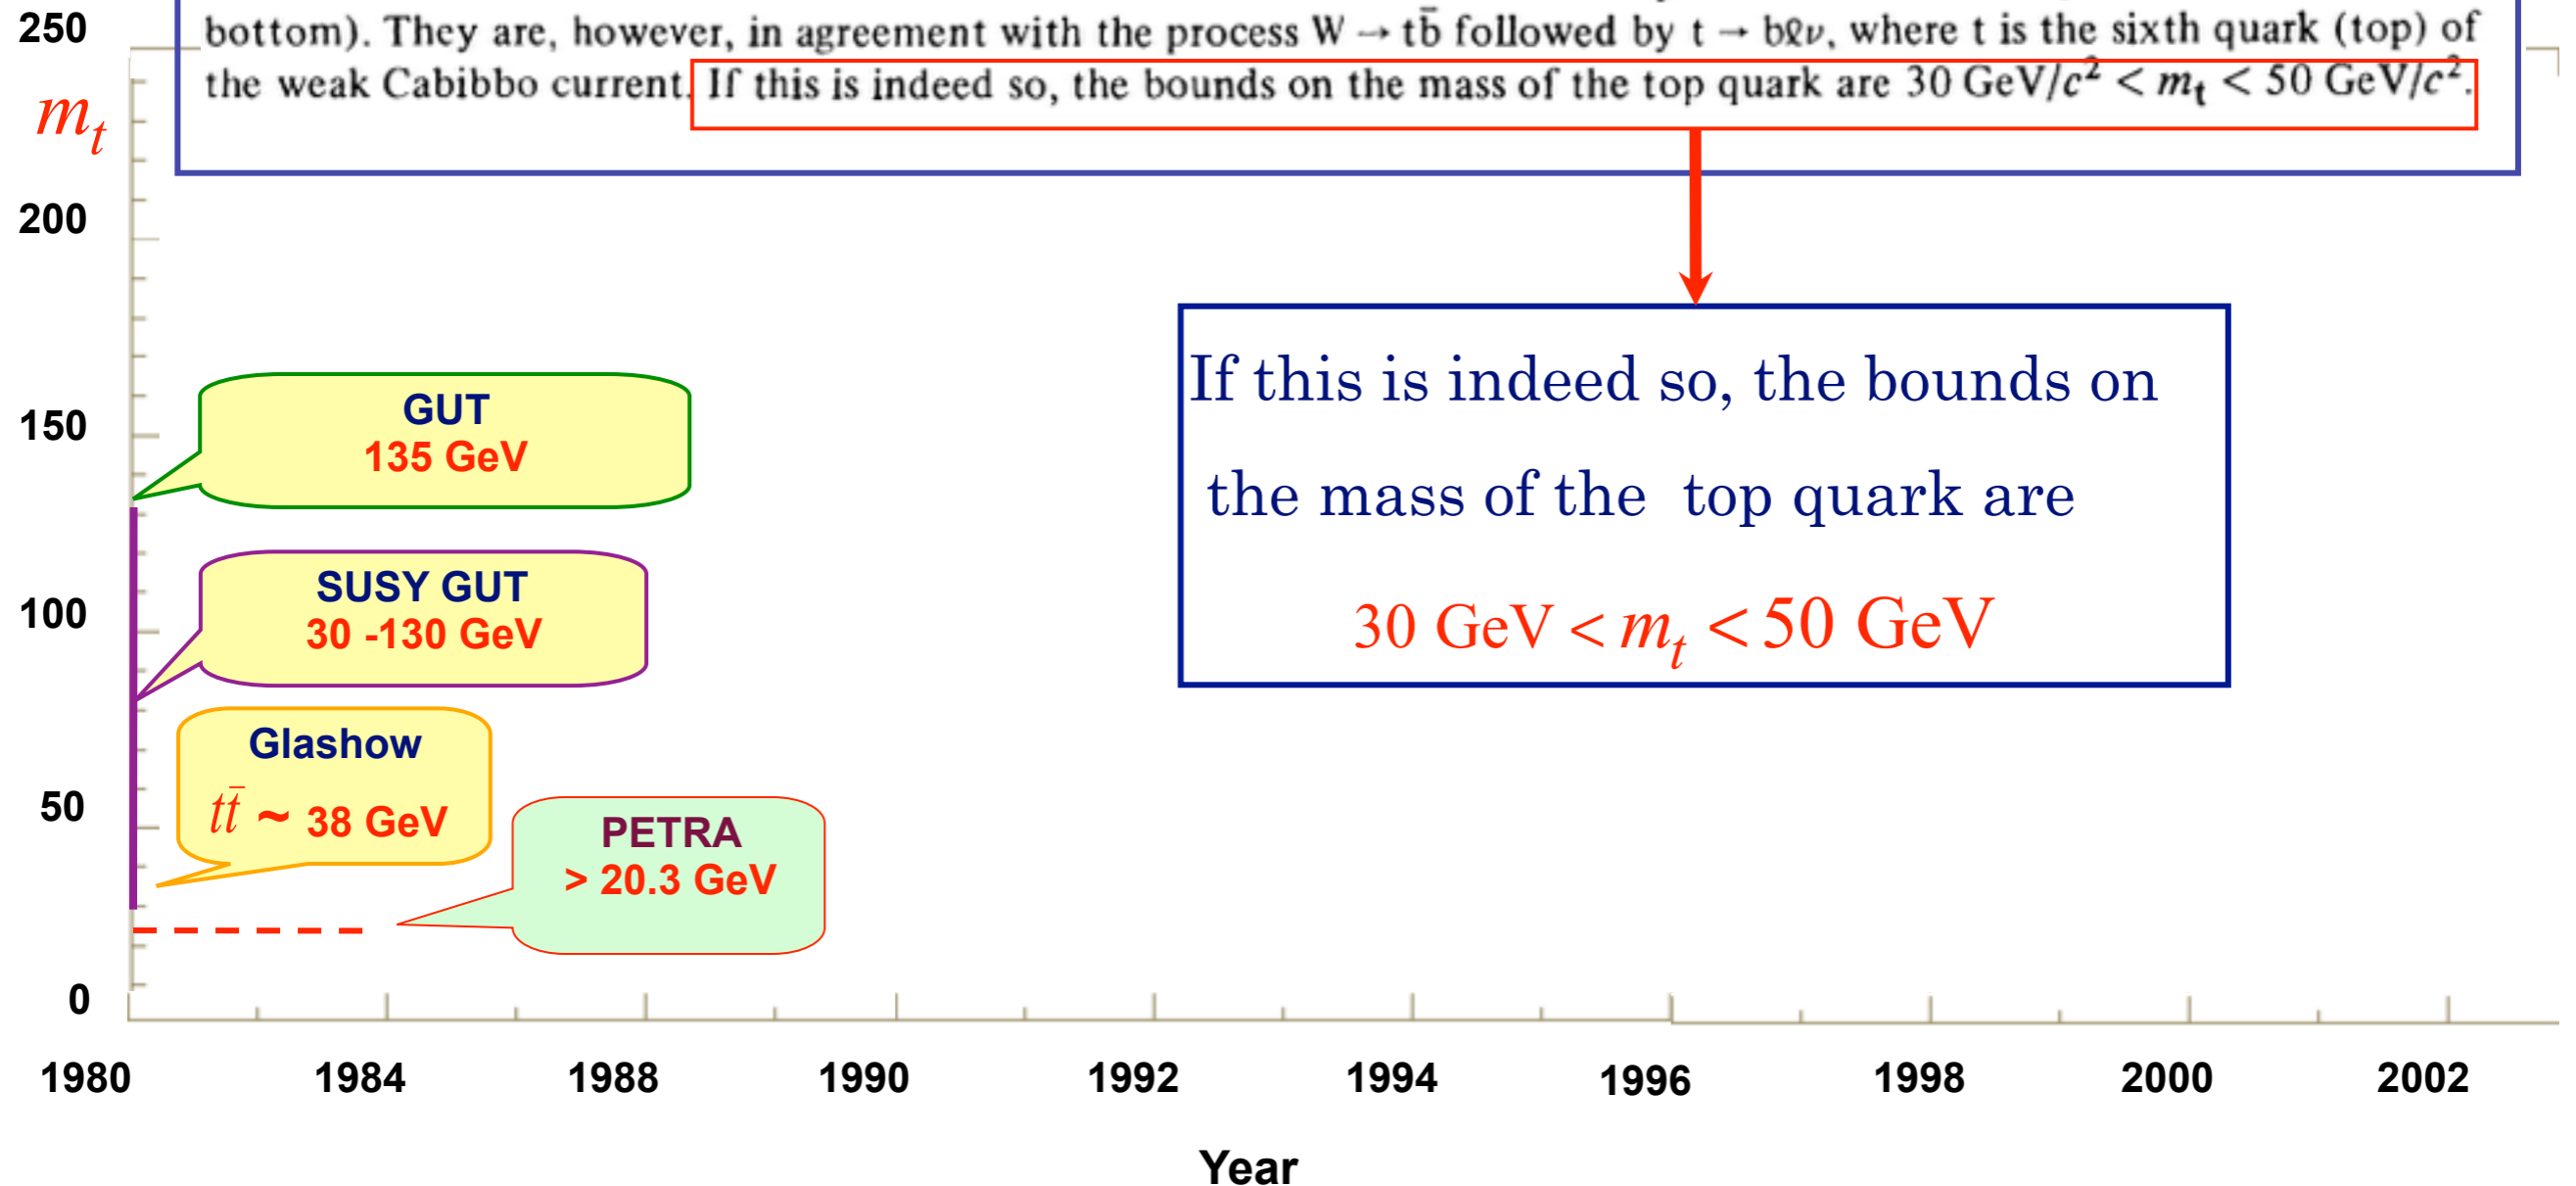 250
bottom). They are, however, in agreement with the process W → tb̄ followed by t → bℓν, where t is the sixth quark (top) of
the weak Cabibbo current. If this is indeed so, the bounds on the mass of the top quark are 30 GeV/c² < mₜ < 50 GeV/c².
mₜ
200
If this is indeed so, the bounds on
the mass of the top quark are
30 GeV < mₜ < 50 GeV
GUT
135 GeV
150
SUSY GUT
30 -130 GeV
100
Glashow
tt̄ ~ 38 GeV
50
PETRA
> 20.3 GeV
0
1980 1984 1988 1990 1992 1994 1996 1998 2000 2002
Year